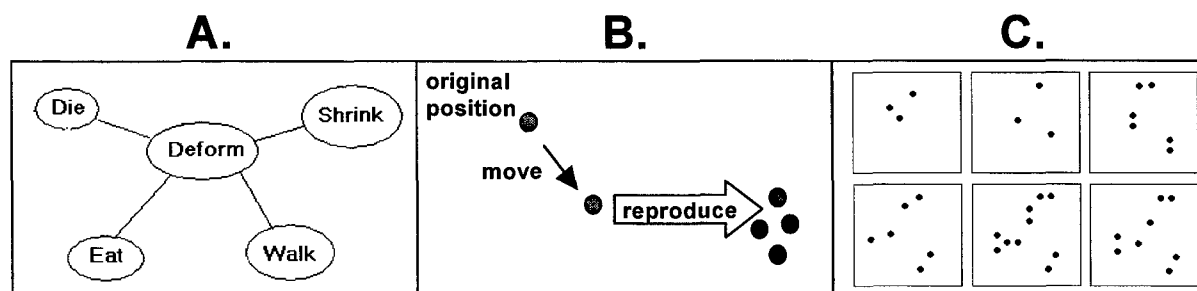 A.
B.
C.
Die
Shrink
Deform
Eat
Walk
original
position
move
reproduce